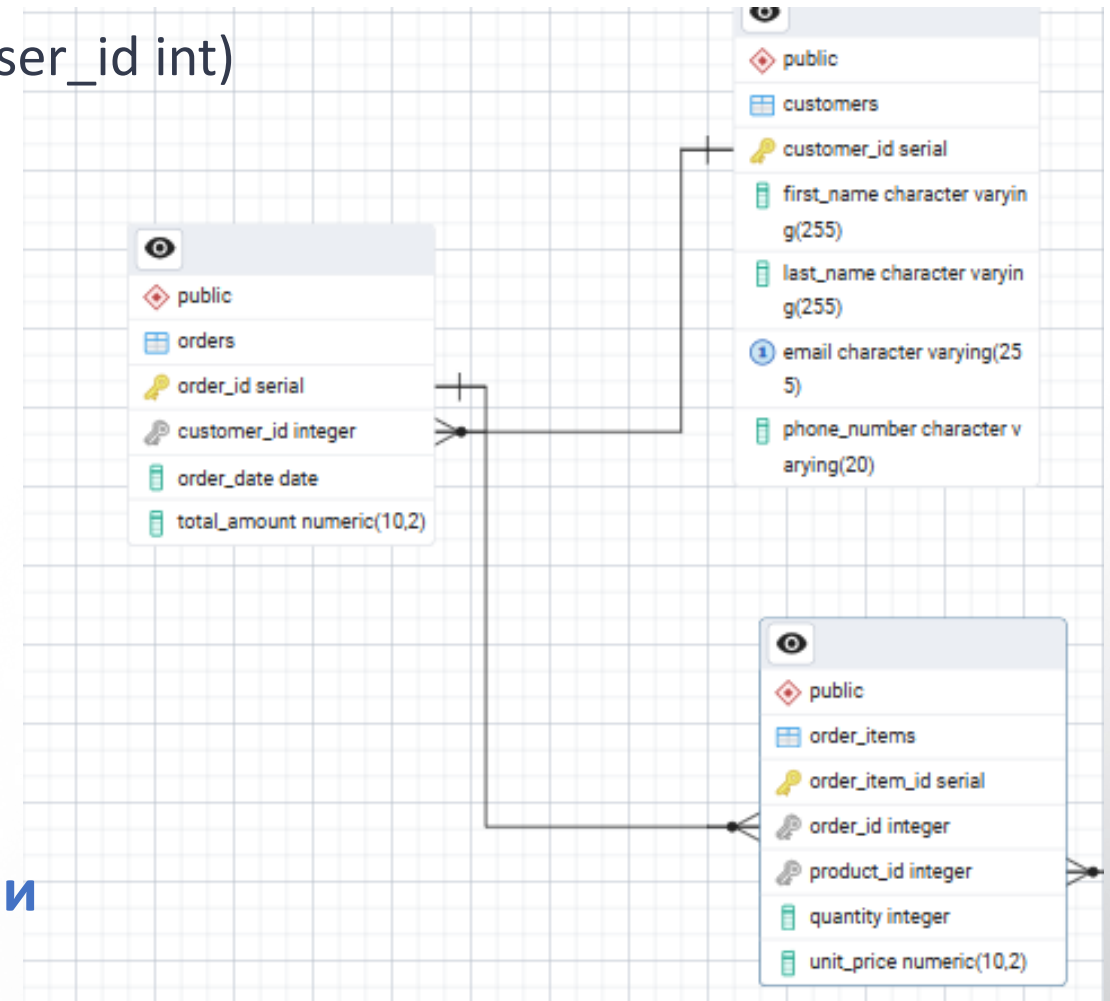 ser_id int)
public
customers
customer_id serial
first_name character varyin
g(255)
last_name character varyin
g(255)
email character varying(25
5)
phone_number character v
arying(20)
public
orders
order_id serial
customer_id integer
order_date date
total_amount numeric(10,2)
public
order_items
order_item_id serial
order_id integer
product_id integer
quantity integer
unit_price numeric(10,2)
и